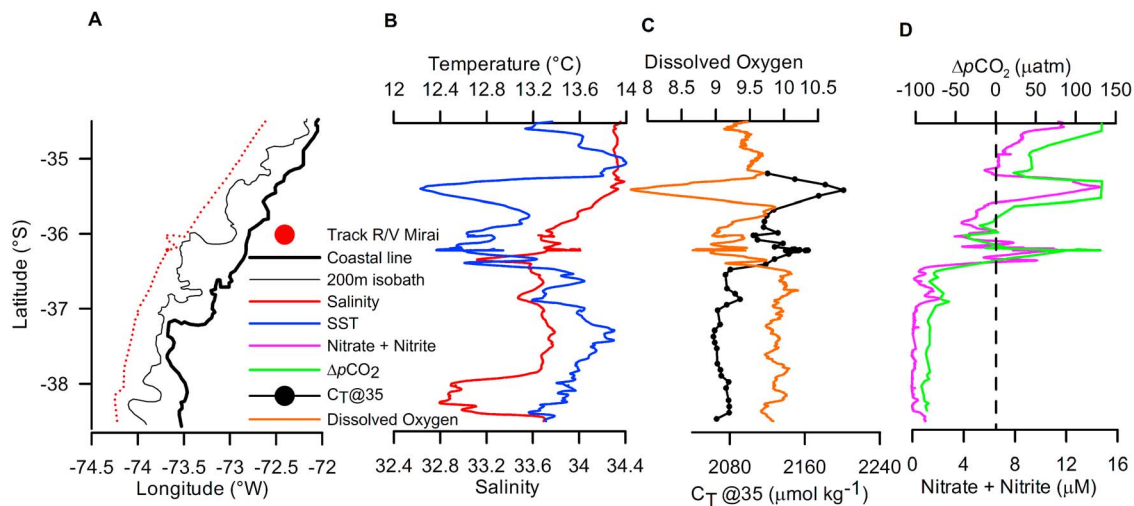 A
B
C
D
Temperature (°C)
12 12.4 12.8 13.2 13.6 14
Dissolved Oxygen
8 8.5 9 9.5 10 10.5
ΔpCO2 (μatm)
-100 -50 0 50 100 150
Latitude (°S)
-35
-36
-37
-38
Track R/V Mirai
Coastal line
200m isobath
Salinity
SST
Nitrate + Nitrite
ΔpCO2
CT@35
Dissolved Oxygen
-74.5 -74 -73.5 -73 -72.5 -72
Longitude (°W)
32.4 32.8 33.2 33.6 34 34.4
Salinity
2080 2160 2240
CT @35 (μmol kg-1)
0 4 8 12 16
Nitrate + Nitrite (μM)